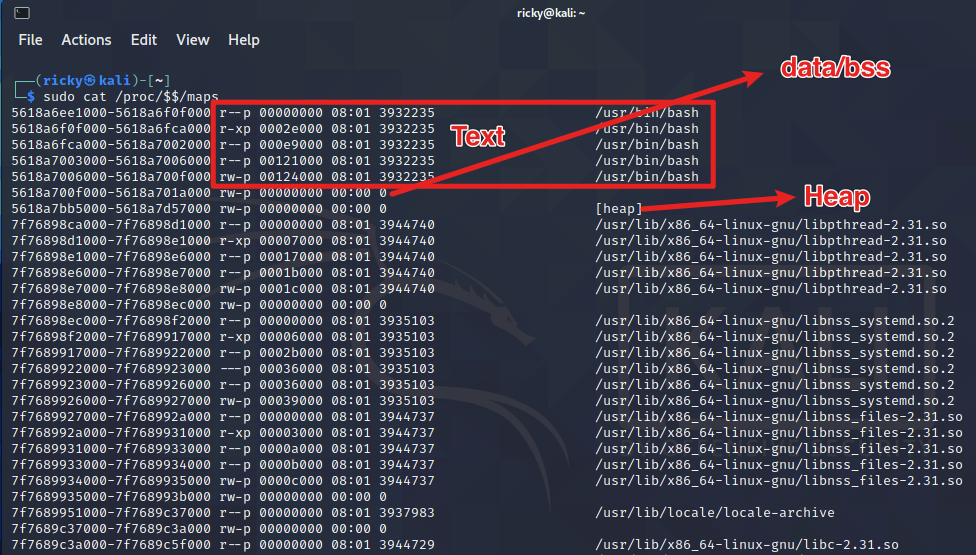 ricky@kali: ~
File Actions Edit View Help
data/bss
(ricky㉿kali)-[~]
$ sudo cat /proc/$$/maps
5618a6ee1000-5618a6f0f000 r--p 00000000 08:01 3932235 /usr/bin/bash
5618a6f0f000-5618a6fca000 r-xp 0002e000 08:01 3932235 /usr/bin/bash
Text
5618a6fca000-5618a7002000 r--p 000e9000 08:01 3932235 /usr/bin/bash
5618a7003000-5618a7006000 r--p 00121000 08:01 3932235 /usr/bin/bash
5618a7006000-5618a700f000 rw-p 00124000 08:01 3932235 /usr/bin/bash
5618a700f000-5618a701a000 rw-p 00000000 00:00 0
Heap
5618a7bb5000-5618a7d57000 rw-p 00000000 00:00 0 [heap]
7f76898ca000-7f76898d1000 r--p 00000000 08:01 3944740 /usr/lib/x86_64-linux-gnu/libpthread-2.31.so
7f76898d1000-7f76898e1000 r-xp 00007000 08:01 3944740 /usr/lib/x86_64-linux-gnu/libpthread-2.31.so
7f76898e1000-7f76898e6000 r--p 00017000 08:01 3944740 /usr/lib/x86_64-linux-gnu/libpthread-2.31.so
7f76898e6000-7f76898e7000 r--p 0001b000 08:01 3944740 /usr/lib/x86_64-linux-gnu/libpthread-2.31.so
7f76898e7000-7f76898e8000 rw-p 0001c000 08:01 3944740 /usr/lib/x86_64-linux-gnu/libpthread-2.31.so
7f76898e8000-7f76898ec000 rw-p 00000000 00:00 0
7f76898ec000-7f76898f2000 r--p 00000000 08:01 3935103 /usr/lib/x86_64-linux-gnu/libnss_systemd.so.2
7f76898f2000-7f7689917000 r-xp 00006000 08:01 3935103 /usr/lib/x86_64-linux-gnu/libnss_systemd.so.2
7f7689917000-7f7689922000 r--p 0002b000 08:01 3935103 /usr/lib/x86_64-linux-gnu/libnss_systemd.so.2
7f7689922000-7f7689923000 ---p 00036000 08:01 3935103 /usr/lib/x86_64-linux-gnu/libnss_systemd.so.2
7f7689923000-7f7689926000 r--p 00036000 08:01 3935103 /usr/lib/x86_64-linux-gnu/libnss_systemd.so.2
7f7689926000-7f7689927000 rw-p 00039000 08:01 3935103 /usr/lib/x86_64-linux-gnu/libnss_systemd.so.2
7f7689927000-7f768992a000 r--p 00000000 08:01 3944737 /usr/lib/x86_64-linux-gnu/libnss_files-2.31.so
7f768992a000-7f7689931000 r-xp 00003000 08:01 3944737 /usr/lib/x86_64-linux-gnu/libnss_files-2.31.so
7f7689931000-7f7689933000 r--p 0000a000 08:01 3944737 /usr/lib/x86_64-linux-gnu/libnss_files-2.31.so
7f7689933000-7f7689934000 r--p 0000b000 08:01 3944737 /usr/lib/x86_64-linux-gnu/libnss_files-2.31.so
7f7689934000-7f7689935000 rw-p 0000c000 08:01 3944737 /usr/lib/x86_64-linux-gnu/libnss_files-2.31.so
7f7689935000-7f768993b000 rw-p 00000000 00:00 0
7f7689951000-7f7689c37000 r--p 00000000 08:01 3937983 /usr/lib/locale/locale-archive
7f7689c37000-7f7689c3a000 rw-p 00000000 00:00 0
7f7689c3a000-7f7689c5f000 r--p 00000000 08:01 3944729 /usr/lib/x86_64-linux-gnu/libc-2.31.so